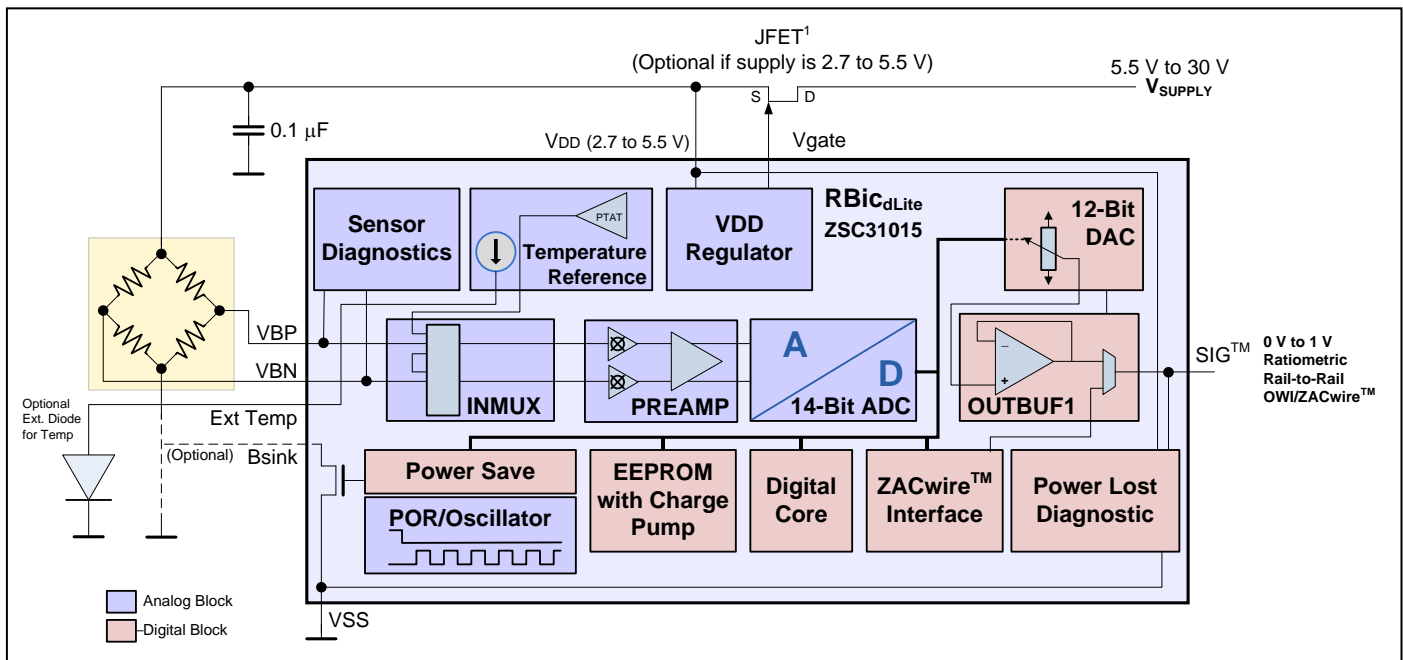 JFET¹
(Optional if supply is 2.7 to 5.5 V)
5.5 V to 30 V
VSUPPLY
S
D
0.1 µF
VDD (2.7 to 5.5 V)
Vgate
Sensor
Diagnostics
PTAT
Temperature
Reference
VDD
Regulator
RBicdLite
ZSC31015
12-Bit
DAC
VBP
VBN
INMUX
PREAMP
A
D
14-Bit ADC
OUTBUF1
SIG™
0 V to 1 V
Ratiometric
Rail-to-Rail
OWI/ZACwire™
Optional
Ext. Diode
for Temp
Ext Temp
(Optional)
Bsink
Power Save
POR/Oscillator
EEPROM
with Charge
Pump
Digital
Core
ZACwire™
Interface
Power Lost
Diagnostic
Analog Block
Digital Block
VSS